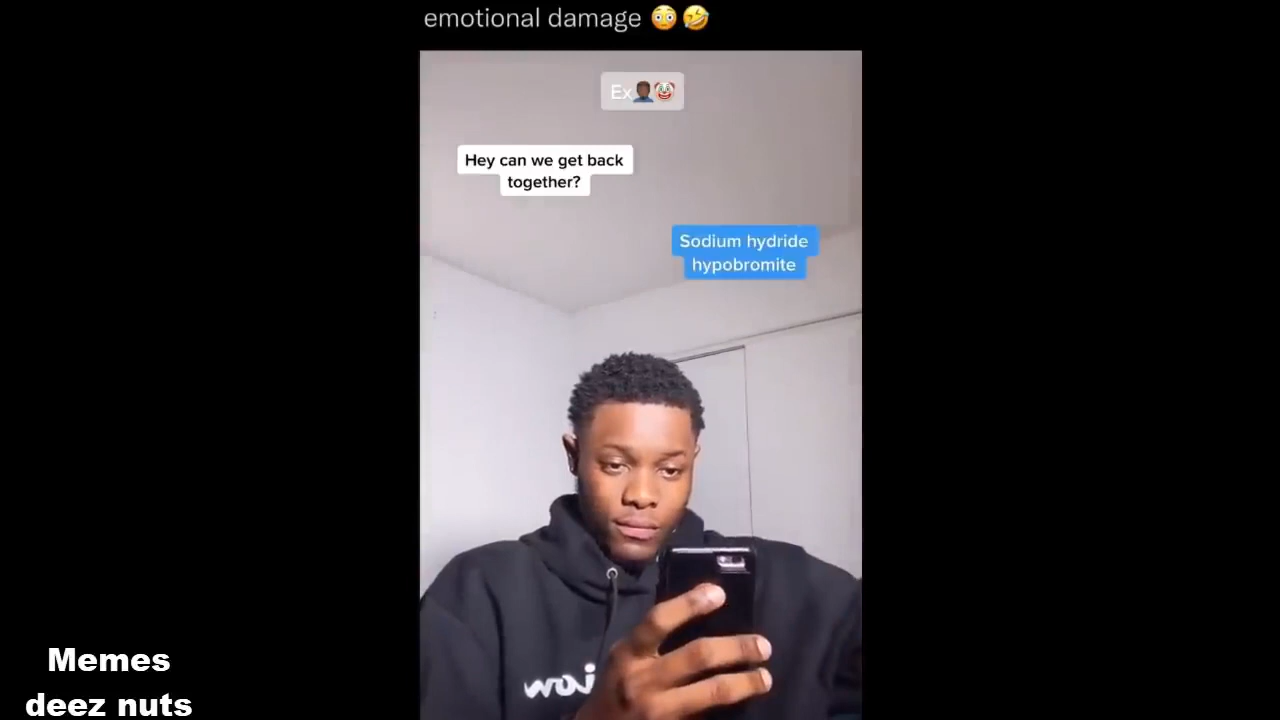 emotional damage 😳🤣
Ex🤦🏿‍♂️🤡
Hey can we get back
together?
Sodium hydride
hypobromite
Memes
deez nuts